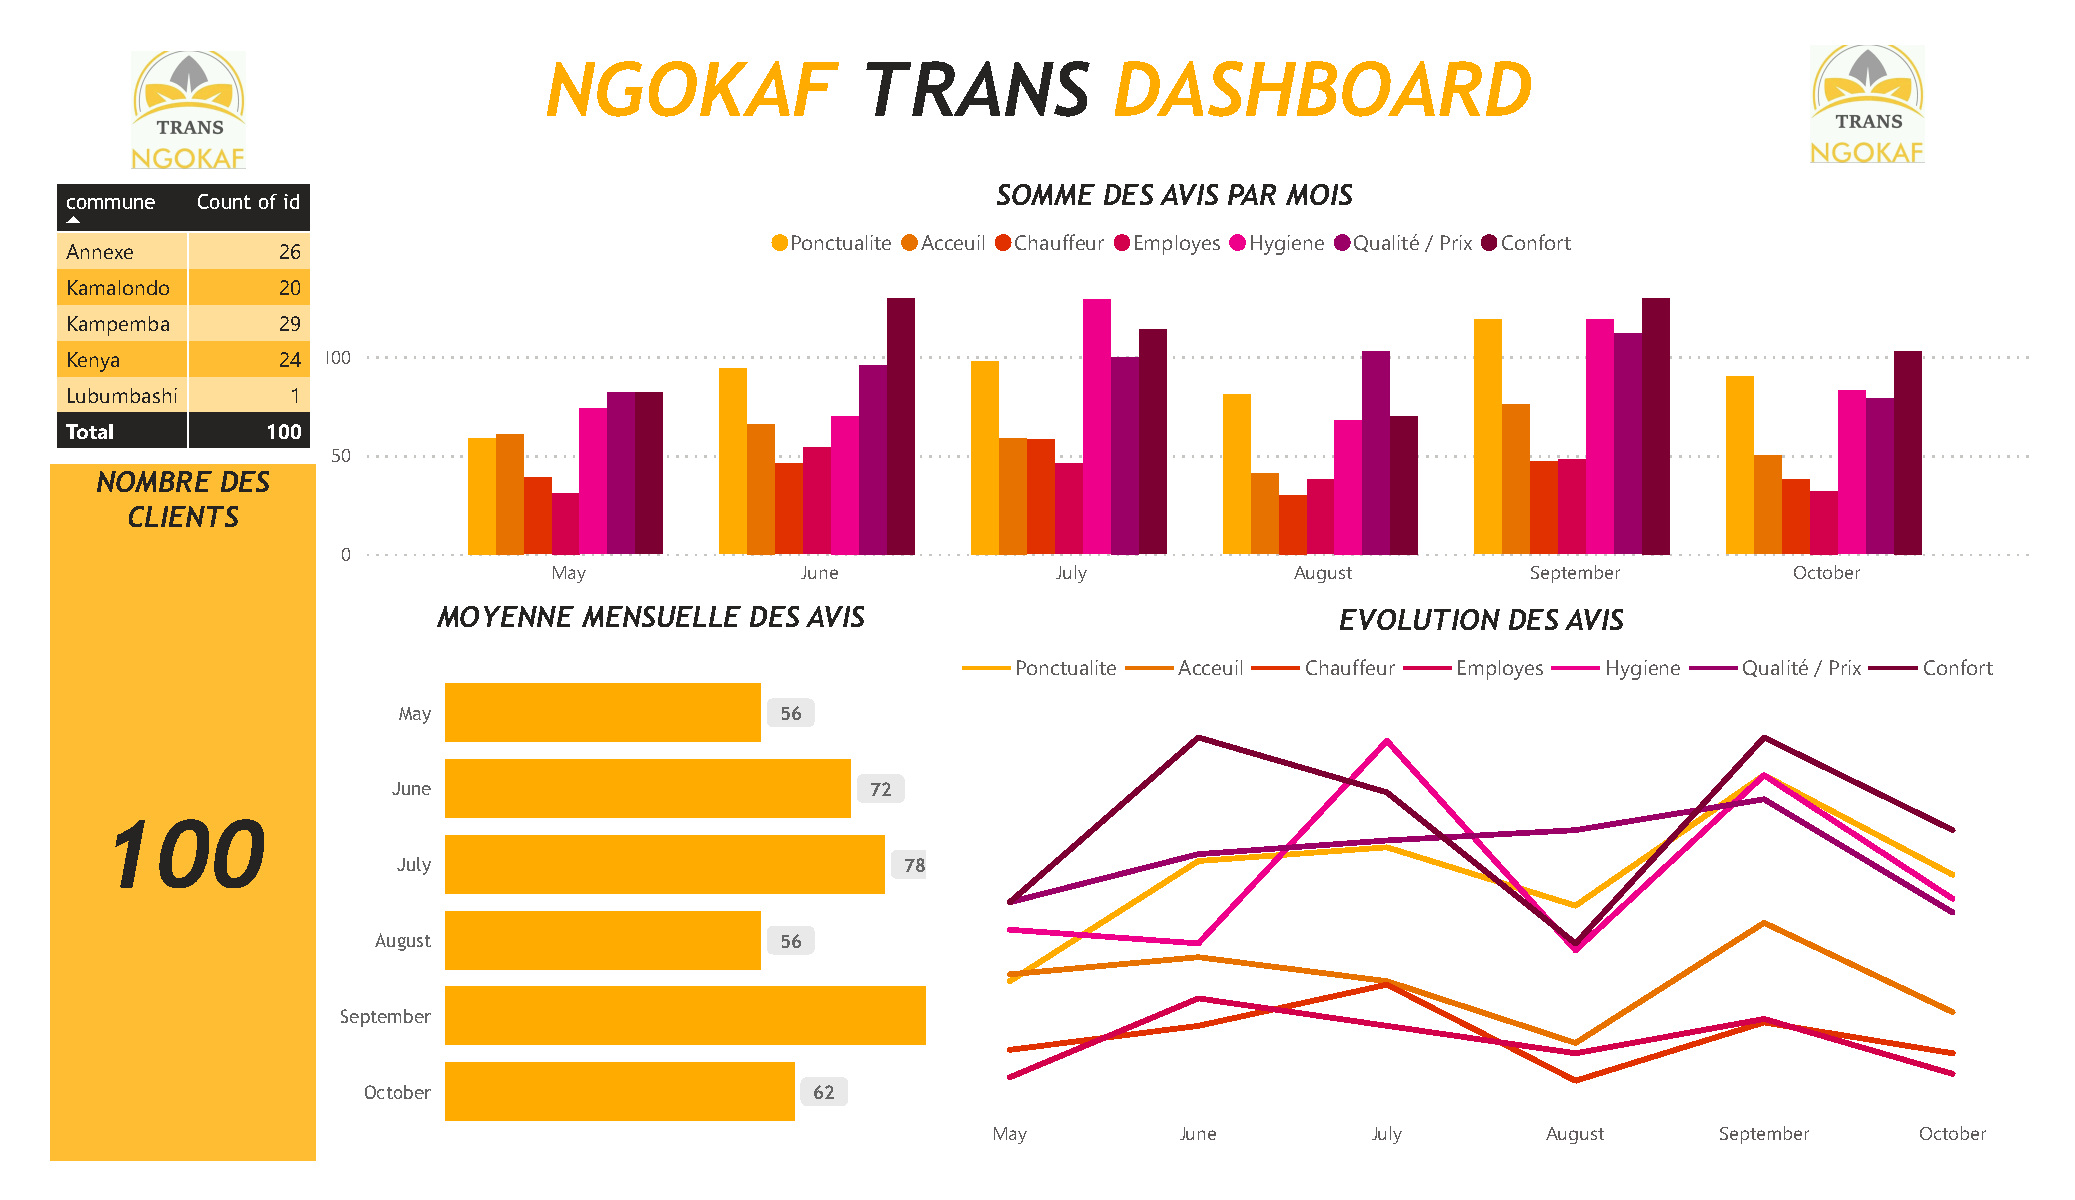 NGOKAF TRANS DASHBOARD
TRANS
NGOKAF
TRANS
NGOKAF
commune Count of id
Annexe 26
Kamalondo 20
Kampemba 29
Kenya 24
Lubumbashi 1
Total 100
NOMBRE DES
CLIENTS
100
SOMME DES AVIS PAR MOIS
Ponctualite Acceuil Chauffeur Employes Hygiene Qualité / Prix Confort
100
50
0
May June July August September October
MOYENNE MENSUELLE DES AVIS
May 56
June 72
July 78
August 56
September
October 62
EVOLUTION DES AVIS
Ponctualite Acceuil Chauffeur Employes Hygiene Qualité / Prix Confort
May June July August September October